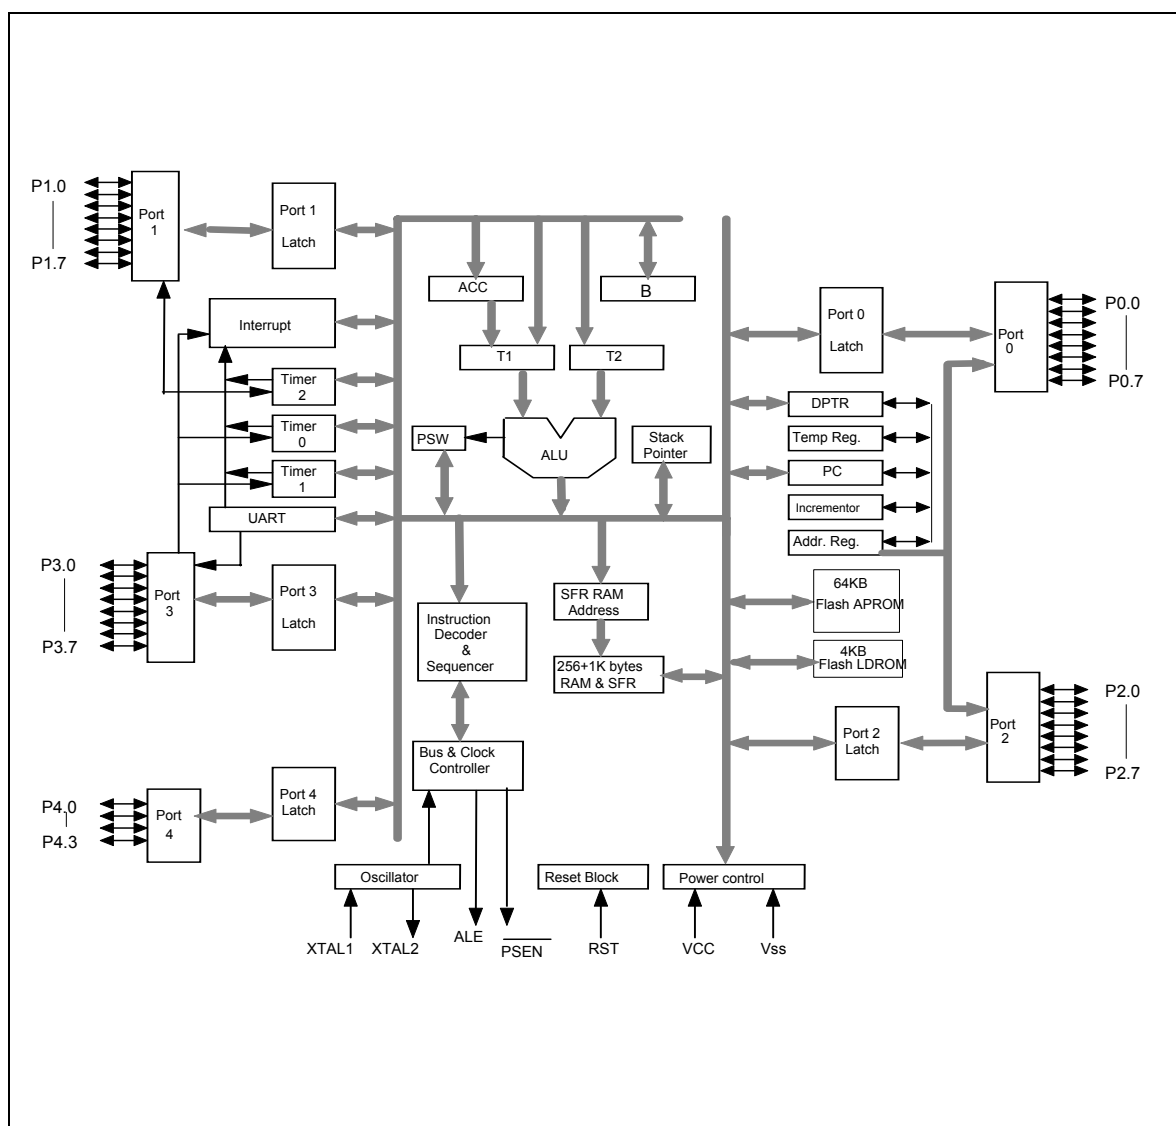 P1.0
P1.7
Port
1
Port 1
Latch
Interrupt
Timer
2
Timer
0
Timer
1
UART
P3.0
P3.7
Port
3
Port 3
Latch
P4.0
P4.3
Port
4
Port 4
Latch
ACC
B
T1
T2
PSW
ALU
Stack
Pointer
Instruction
Decoder
&
Sequencer
SFR RAM
Address
256+1K bytes
RAM & SFR
Bus & Clock
Controller
Port 0
Latch
Port
0
P0.0
P0.7
DPTR
Temp Reg.
PC
Incrementor
Addr. Reg.
64KB
Flash APROM
4KB
Flash LDROM
Port 2
Latch
Port
2
P2.0
P2.7
Oscillator
Reset Block
Power control
XTAL1
XTAL2
ALE
PSEN
RST
VCC
Vss